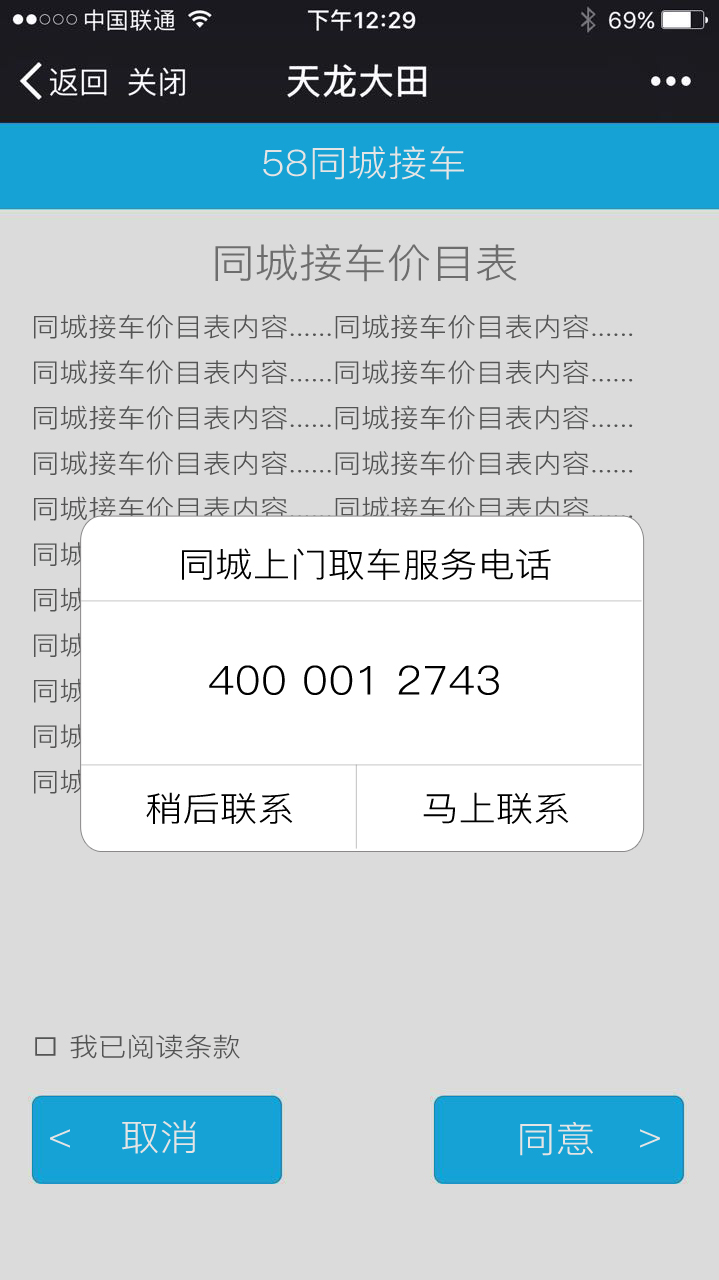 中国联通 下午12:29 69%
返回 关闭 天龙大田 •••
58同城接车
同城接车价目表
同城接车价目表内容......同城接车价目表内容......
同城接车价目表内容......同城接车价目表内容......
同城接车价目表内容......同城接车价目表内容......
同城接车价目表内容......同城接车价目表内容......
同城接车价目表内容......同城接车价目表内容......
同城
同城
同城
同城
同城
同城
同城上门取车服务电话
400 001 2743
稍后联系 马上联系
我已阅读条款
< 取消 同意 >